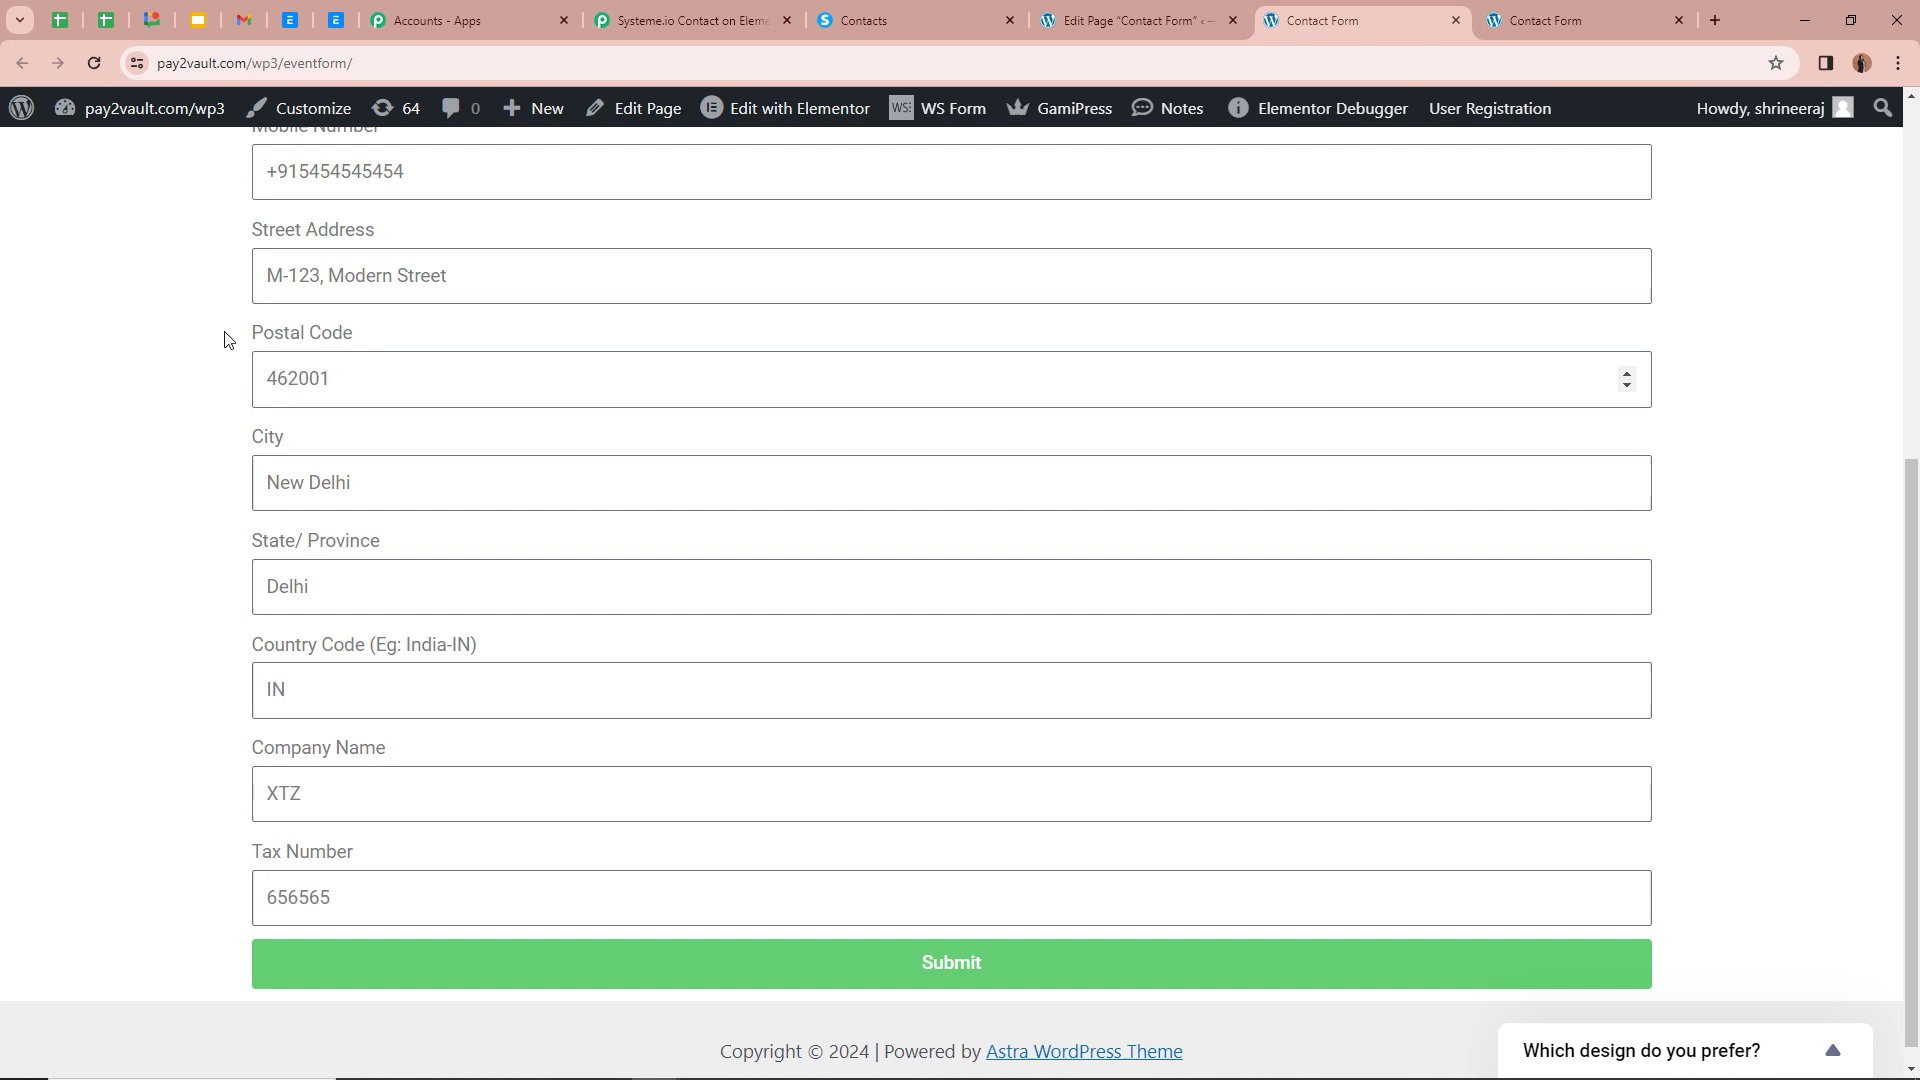 Accounts - Apps
Systeme.io Contact on Eleme
Contacts
Edit Page "Contact Form" ‹ —
Contact Form
Contact Form
pay2vault.com/wp3/eventform/
pay2vault.com/wp3
Customize
64
0
New
Edit Page
Edit with Elementor
WS Form
GamiPress
Notes
Elementor Debugger
User Registration
Howdy, shrineeraj
Mobile Number
+915454545454
Street Address
M-123, Modern Street
Postal Code
462001
City
New Delhi
State/ Province
Delhi
Country Code (Eg: India-IN)
IN
Company Name
XTZ
Tax Number
656565
Submit
Copyright © 2024 | Powered by Astra WordPress Theme
Which design do you prefer?